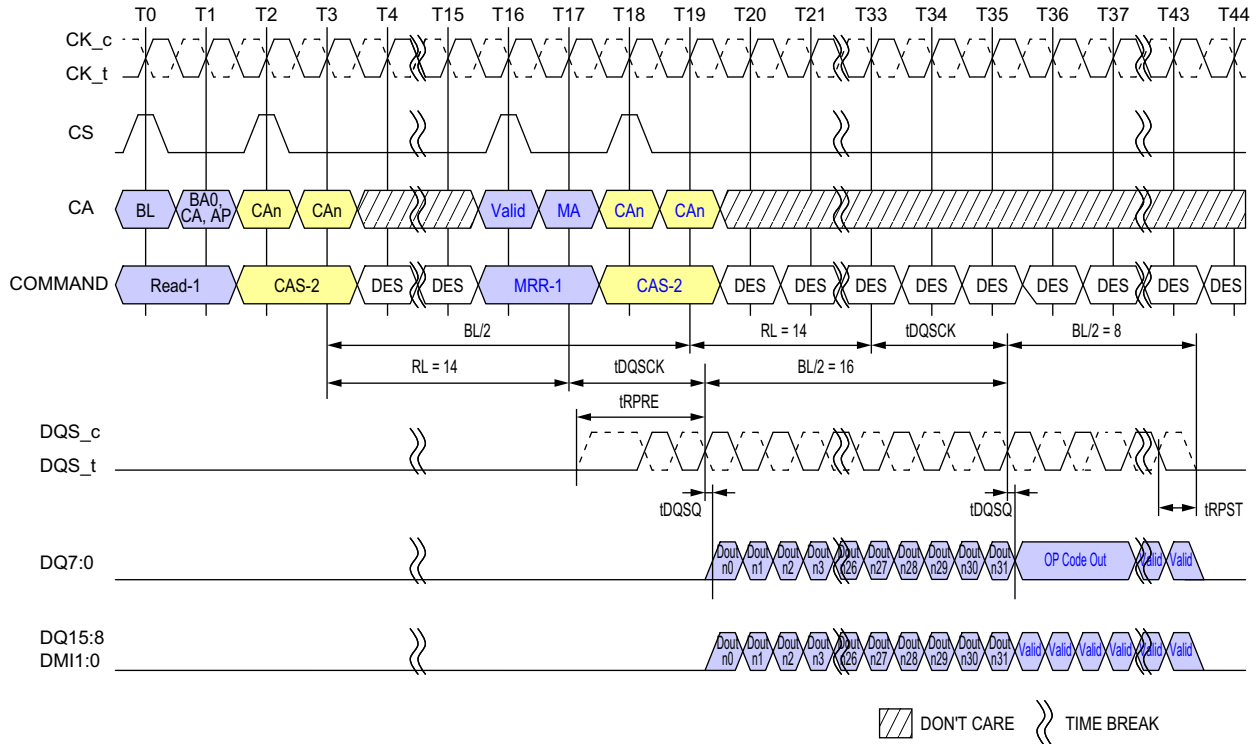 T0 T1 T2 T3 T4 T15 T16 T17 T18 T19 T20 T21 T33 T34 T35 T36 T37 T43 T44
CK_c
CK_t
CS
CA BL BA0, CA, AP CAn CAn Valid MA CAn CAn
COMMAND Read-1 CAS-2 DES DES MRR-1 CAS-2 DES DES DES DES DES DES DES DES DES
BL/2 RL = 14 tDQSCK BL/2 = 8
RL = 14 tDQSCK BL/2 = 16
tRPRE
DQS_c
DQS_t
tDQSQ tDQSQ tRPST
DQ7:0 Dout n0 Dout n1 Dout n2 Dout n3 Dout n26 Dout n27 Dout n28 Dout n29 Dout n30 Dout n31 OP Code Out Valid Valid
DQ15:8
DMI1:0 Dout n0 Dout n1 Dout n2 Dout n3 Dout n26 Dout n27 Dout n28 Dout n29 Dout n30 Dout n31 Valid Valid Valid Valid Valid Valid
DON'T CARE TIME BREAK